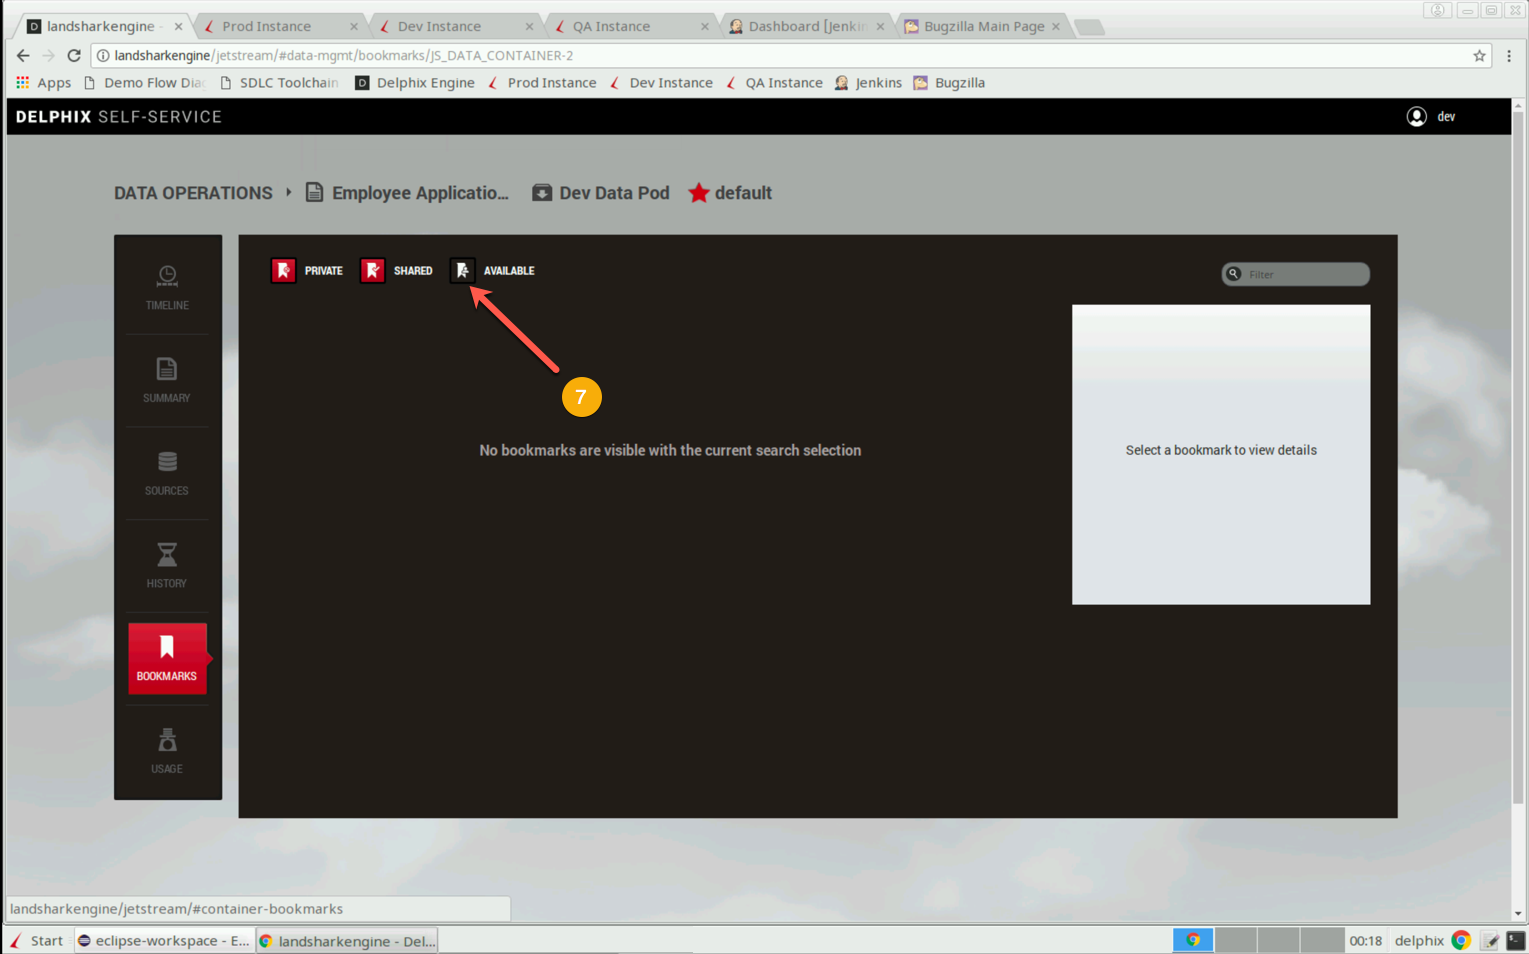 landsharkengine -
Prod Instance
Dev Instance
QA Instance
Dashboard [Jenkin
Bugzilla Main Page
landsharkengine/jetstream/#data-mgmt/bookmarks/JS_DATA_CONTAINER-2
Apps
Demo Flow Dia
SDLC Toolchain
Delphix Engine
Prod Instance
Dev Instance
QA Instance
Jenkins
Bugzilla
DELPHIX SELF-SERVICE
dev
DATA OPERATIONS
Employee Applicatio...
Dev Data Pod
default
TIMELINE
SUMMARY
SOURCES
HISTORY
BOOKMARKS
USAGE
PRIVATE
SHARED
AVAILABLE
Filter
7
No bookmarks are visible with the current search selection
Select a bookmark to view details
landsharkengine/jetstream/#container-bookmarks
Start
eclipse-workspace - E...
landsharkengine - Del...
00:18
delphix